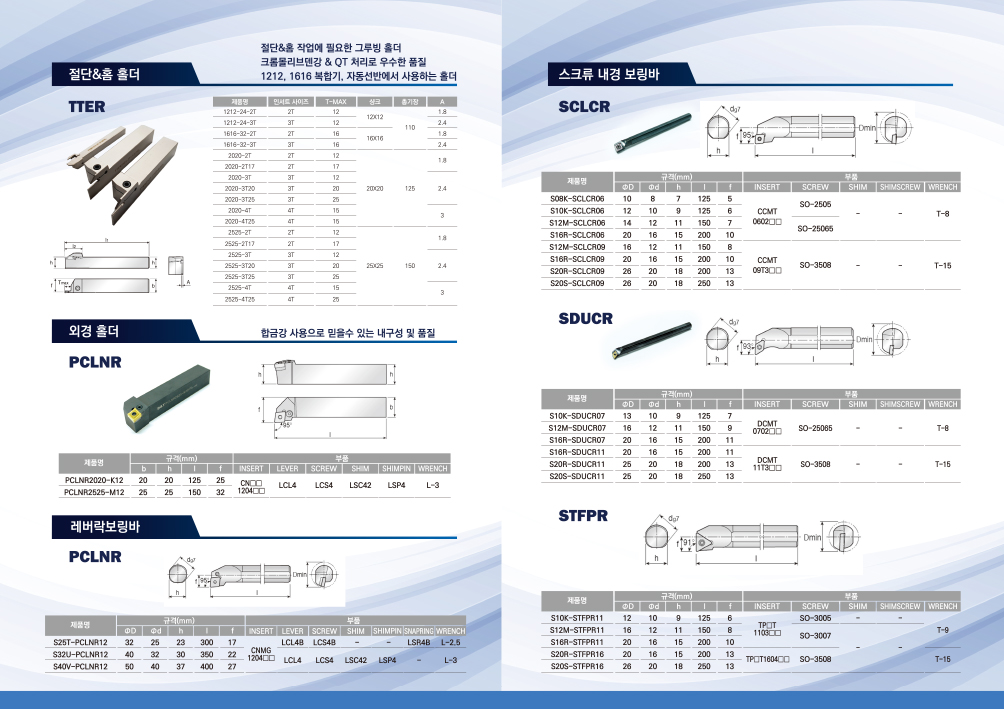 절단&홈 작업에 필요한 그루빙 홀더
크롬몰리브덴강 & QT 처리로 우수한 품질
1212, 1616 복합기, 자동선반에서 사용하는 홀더
절단&홈 홀더
TTER
제품명 인서트 사이즈 T-MAX 샹크 총기장 A
1212-24-2T 2T 12 12X12 110 1.8
1212-24-3T 3T 12 2.4
1616-32-2T 2T 16 16X16 1.8
1616-32-3T 3T 16 2.4
2020-2T 2T 12 20X20 125 1.8
2020-2T17 2T 17
2020-3T 3T 12 2.4
2020-3T20 3T 20
2020-3T25 3T 25
2020-4T 4T 15 3
2020-4T25 4T 15
2525-2T 2T 12 25X25 150 1.8
2525-2T17 2T 17
2525-3T 3T 12 2.4
2525-3T20 3T 20
2525-3T25 3T 25
2525-4T 4T 15 3
2525-4T25 4T 25
h
b
h h
f Tmax b A
외경 홀더
합금강 사용으로 믿을수 있는 내구성 및 품질
PCLNR
h h
f b
95°
l
제품명 규격(mm) 부품
b h l f INSERT LEVER SCREW SHIM SHIMPIN WRENCH
PCLNR2020-K12 20 20 125 25 CN□□ 1204□□ LCL4 LCS4 LSC42 LSP4 L-3
PCLNR2525-M12 25 25 150 32
레버락보링바
PCLNR
dg7
f 95° Dmin
h l
제품명 규격(mm) 부품
ΦD Φd h l f INSERT LEVER SCREW SHIM SHIMPIN SNAPRING WRENCH
S25T-PCLNR12 32 25 23 300 17 CNMG 1204□□ LCL4B LCS4B - - LSR4B L-2.5
S32U-PCLNR12 40 32 30 350 22 LCL4 LCS4 LSC42 LSP4 - L-3
S40V-PCLNR12 50 40 37 400 27
스크류 내경 보링바
SCLCR
dg7
f 95° Dmin
h l
제품명 규격(mm) 부품
ΦD Φd h l f INSERT SCREW SHIM SHIMSCREW WRENCH
S08K-SCLCR06 10 8 7 125 5 CCMT 0602□□ SO-2505 - - T-8
S10K-SCLCR06 12 10 9 125 6
S12M-SCLCR06 14 12 11 150 7 SO-25065
S16R-SCLCR06 20 16 15 200 10
S12M-SCLCR09 16 12 11 150 8 CCMT 09T3□□ SO-3508 - - T-15
S16R-SCLCR09 20 16 15 200 10
S20R-SCLCR09 26 20 18 200 13
S20S-SCLCR09 26 20 18 250 13
SDUCR
dg7
f 93° Dmin
h l
제품명 규격(mm) 부품
ΦD Φd h l f INSERT SCREW SHIM SHIMSCREW WRENCH
S10K-SDUCR07 13 10 9 125 7 DCMT 0702□□ SO-25065 - - T-8
S12M-SDUCR07 16 12 11 150 9
S16R-SDUCR07 20 16 15 200 11
S16R-SDUCR11 20 16 15 200 11 DCMT 11T3□□ SO-3508 - - T-15
S20R-SDUCR11 25 20 18 200 13
S20S-SDUCR11 25 20 18 250 13
STFPR
dg7
f 91° Dmin
h l
제품명 규격(mm) 부품
ΦD Φd h l f INSERT SCREW SHIM SHIMSCREW WRENCH
S10K-STFPR11 12 10 9 125 6 TP□T 1103□□ SO-3005 - - T-9
S12M-STFPR11 16 12 11 150 8 SO-3007 - -
S16R-STFPR11 20 16 15 200 10
S20R-STFPR16 20 16 15 200 13 TP□T1604□□ SO-3508 T-15
S20S-STFPR16 26 20 18 250 13